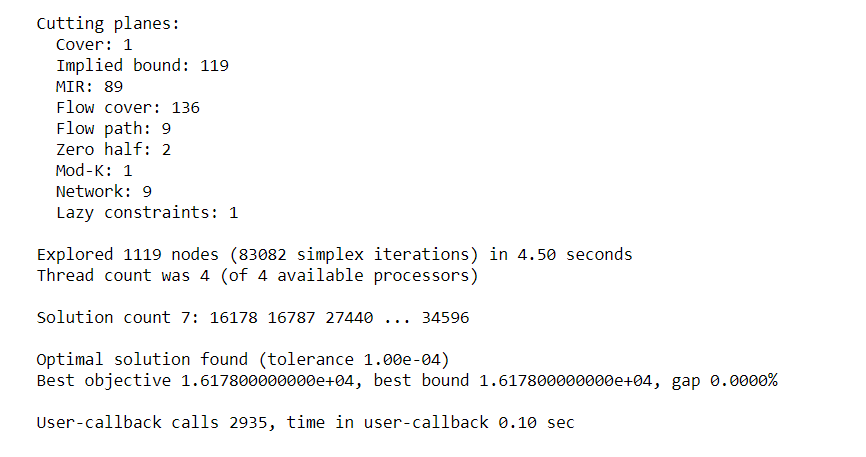 Cutting planes:
  Cover: 1
  Implied bound: 119
  MIR: 89
  Flow cover: 136
  Flow path: 9
  Zero half: 2
  Mod-K: 1
  Network: 9
  Lazy constraints: 1
Explored 1119 nodes (83082 simplex iterations) in 4.50 seconds
Thread count was 4 (of 4 available processors)
Solution count 7: 16178 16787 27440 ... 34596
Optimal solution found (tolerance 1.00e-04)
Best objective 1.617800000000e+04, best bound 1.617800000000e+04, gap 0.0000%
User-callback calls 2935, time in user-callback 0.10 sec